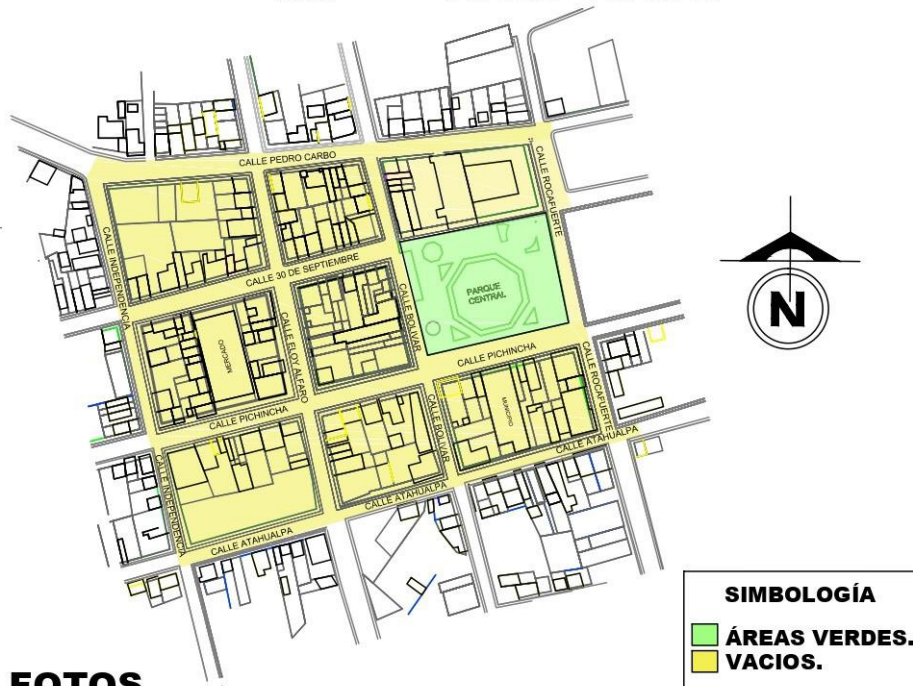 CALLE PEDRO CARBO
CALLE ROCAFUERTE
CALLE INDEPENDENCIA
CALLE 30 DE SEPTIEMBRE
PARQUE
CENTRAL
CALLE BOLIVAR
CALLE ELOY ALFARO
MERCADO
CALLE PICHINCHA
CALLE ROCAFUERTE
CALLE PICHINCHA
CALLE BOLIVAR
MUNICIPIO
CALLE ATAHUALPA
CALLE INDEPENDENCIA
CALLE ATAHUALPA
CALLE ATAHUALPA
N
SIMBOLOGÍA
ÁREAS VERDES.
VACIOS.
FOTOS